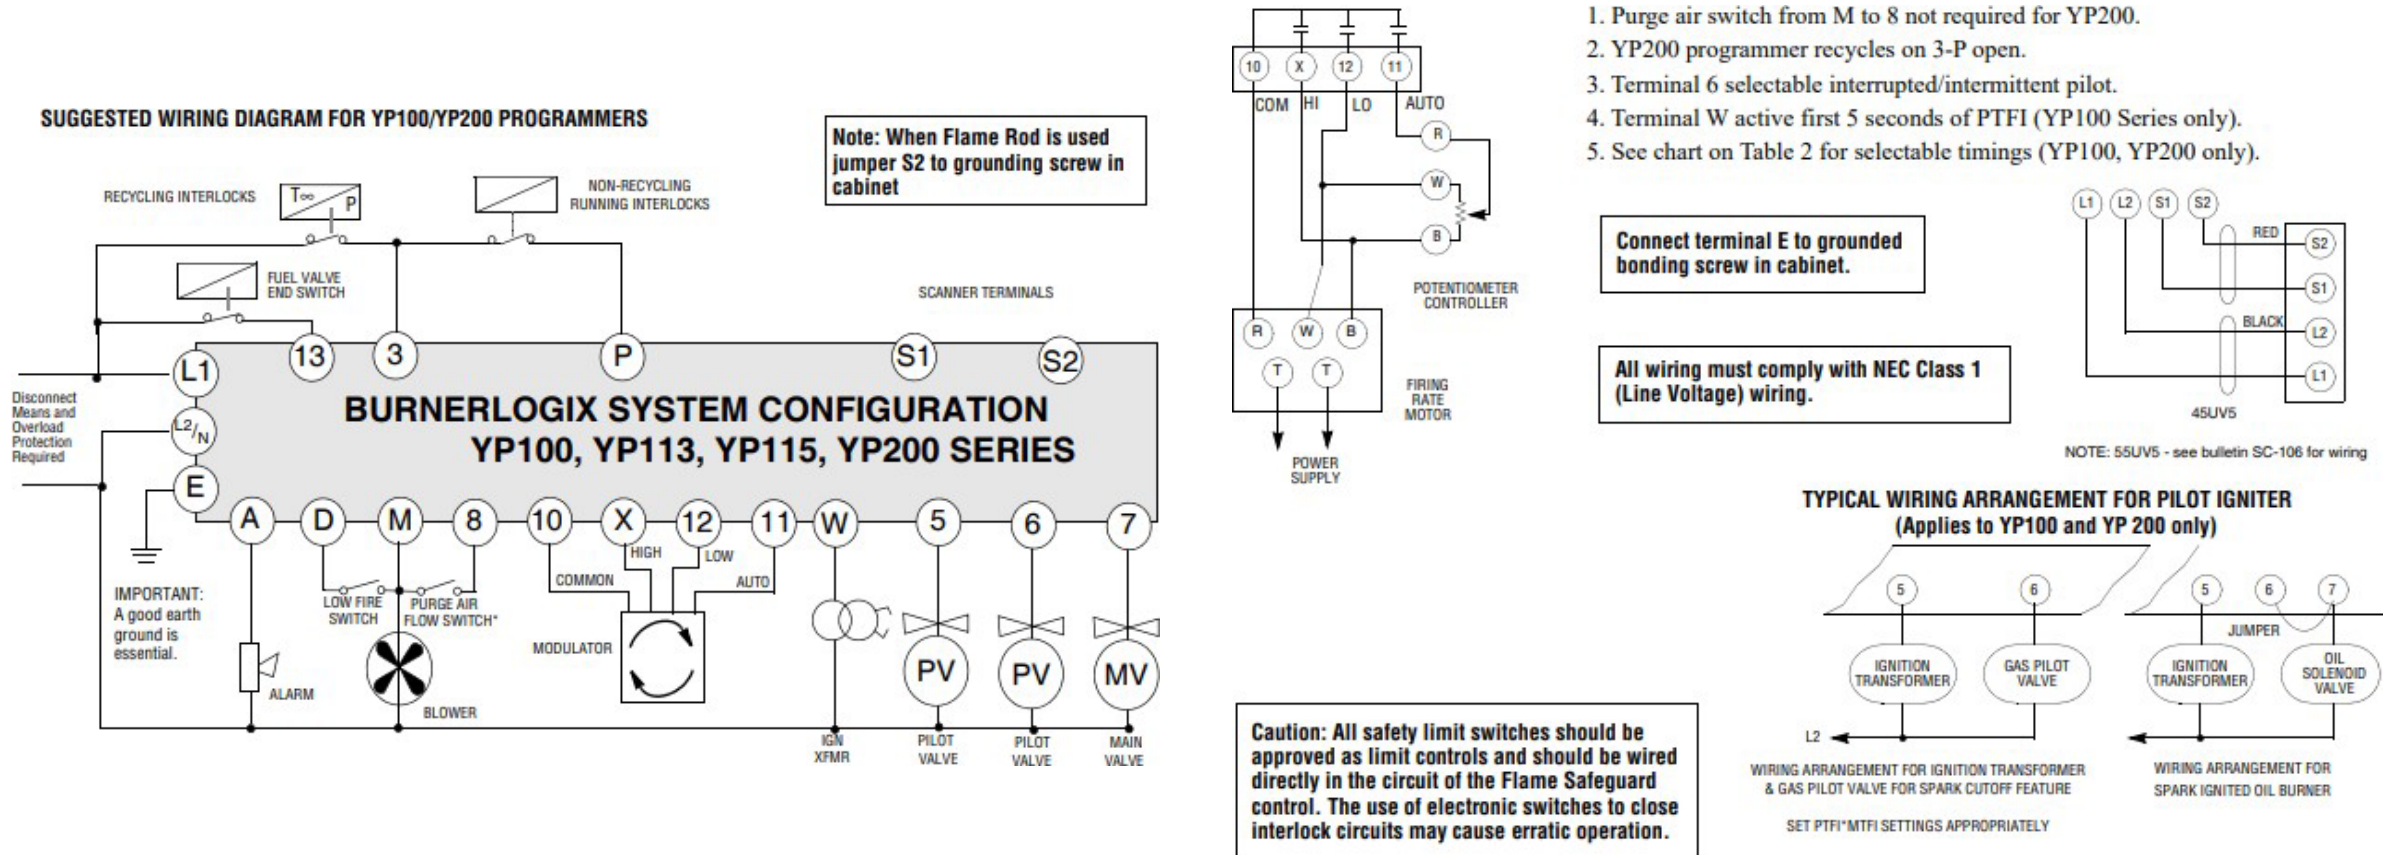 SUGGESTED WIRING DIAGRAM FOR YP100/YP200 PROGRAMMERS
Note: When Flame Rod is used
jumper S2 to grounding screw in
cabinet
RECYCLING INTERLOCKS
T∞
P
NON-RECYCLING
RUNNING INTERLOCKS
FUEL VALVE
END SWITCH
SCANNER TERMINALS
13
3
P
S1
S2
L1
L2/N
E
Disconnect
Means and
Overload
Protection
Required
BURNERLOGIX SYSTEM CONFIGURATION
YP100, YP113, YP115, YP200 SERIES
A
D
M
8
10
X
12
11
W
5
6
7
HIGH
LOW
COMMON
AUTO
IMPORTANT:
A good earth
ground is
essential.
LOW FIRE
SWITCH
PURGE AIR
FLOW SWITCH*
MODULATOR
ALARM
BLOWER
PV
PV
MV
IGN
XFMR
PILOT
VALVE
PILOT
VALVE
MAIN
VALVE
10
X
12
11
COM
HI
LO
AUTO
R
W
B
POTENTIOMETER
CONTROLLER
R
W
B
T
T
FIRING
RATE
MOTOR
POWER
SUPPLY
1. Purge air switch from M to 8 not required for YP200.
2. YP200 programmer recycles on 3-P open.
3. Terminal 6 selectable interrupted/intermittent pilot.
4. Terminal W active first 5 seconds of PTFI (YP100 Series only).
5. See chart on Table 2 for selectable timings (YP100, YP200 only).
Connect terminal E to grounded
bonding screw in cabinet.
All wiring must comply with NEC Class 1
(Line Voltage) wiring.
L1
L2
S1
S2
RED
S2
S1
BLACK
L2
L1
45UV5
NOTE: 55UV5 - see bulletin SC-106 for wiring
TYPICAL WIRING ARRANGEMENT FOR PILOT IGNITER
(Applies to YP100 and YP 200 only)
5
6
5
6
7
JUMPER
IGNITION
TRANSFORMER
GAS PILOT
VALVE
IGNITION
TRANSFORMER
OIL
SOLENOID
VALVE
L2
WIRING ARRANGEMENT FOR IGNITION TRANSFORMER
& GAS PILOT VALVE FOR SPARK CUTOFF FEATURE
SET PTFI*MTFI SETTINGS APPROPRIATELY
WIRING ARRANGEMENT FOR
SPARK IGNITED OIL BURNER
Caution: All safety limit switches should be
approved as limit controls and should be wired
directly in the circuit of the Flame Safeguard
control. The use of electronic switches to close
interlock circuits may cause erratic operation.